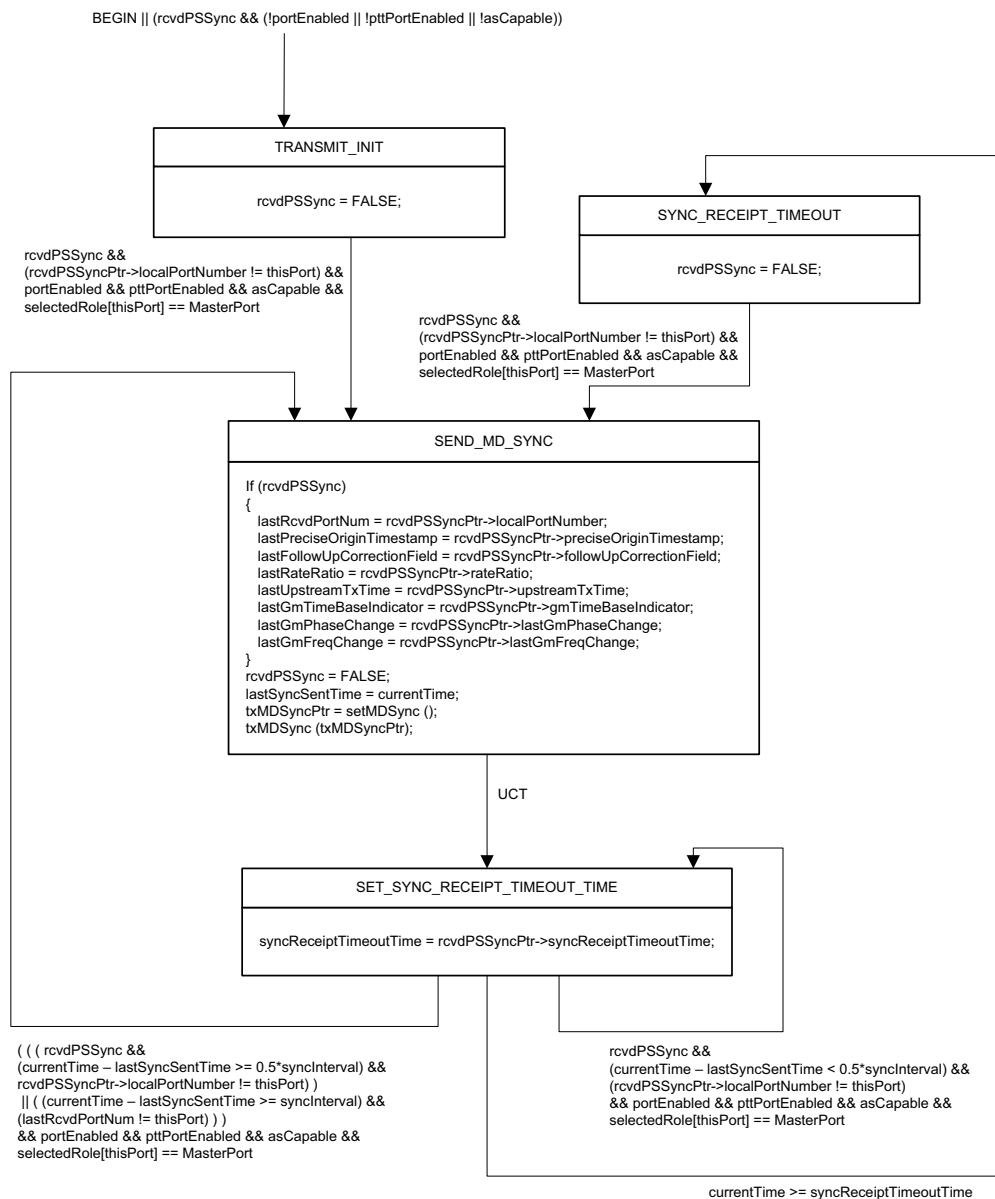 BEGIN || (rcvdPSSync && (!portEnabled || !pttPortEnabled || !asCapable))
TRANSMIT_INIT
rcvdPSSync = FALSE;
SYNC_RECEIPT_TIMEOUT
rcvdPSSync = FALSE;
rcvdPSSync &&
(rcvdPSSyncPtr->localPortNumber != thisPort) &&
portEnabled && pttPortEnabled && asCapable &&
selectedRole[thisPort] == MasterPort
rcvdPSSync &&
(rcvdPSSyncPtr->localPortNumber != thisPort) &&
portEnabled && pttPortEnabled && asCapable &&
selectedRole[thisPort] == MasterPort
SEND_MD_SYNC
If (rcvdPSSync)
{
lastRcvdPortNum = rcvdPSSyncPtr->localPortNumber;
lastPreciseOriginTimestamp = rcvdPSSyncPtr->preciseOriginTimestamp;
lastFollowUpCorrectionField = rcvdPSSyncPtr->followUpCorrectionField;
lastRateRatio = rcvdPSSyncPtr->rateRatio;
lastUpstreamTxTime = rcvdPSSyncPtr->upstreamTxTime;
lastGmTimeBaseIndicator = rcvdPSSyncPtr->gmTimeBaseIndicator;
lastGmPhaseChange = rcvdPSSyncPtr->lastGmPhaseChange;
lastGmFreqChange = rcvdPSSyncPtr->lastGmFreqChange;
}
rcvdPSSync = FALSE;
lastSyncSentTime = currentTime;
txMDSyncPtr = setMDSync ();
txMDSync (txMDSyncPtr);
UCT
SET_SYNC_RECEIPT_TIMEOUT_TIME
syncReceiptTimeoutTime = rcvdPSSyncPtr->syncReceiptTimeoutTime;
( ( ( rcvdPSSync &&
(currentTime – lastSyncSentTime >= 0.5*syncInterval) &&
rcvdPSSyncPtr->localPortNumber != thisPort) )
|| ( (currentTime – lastSyncSentTime >= syncInterval) &&
(lastRcvdPortNum != thisPort) ) )
&& portEnabled && pttPortEnabled && asCapable &&
selectedRole[thisPort] == MasterPort
rcvdPSSync &&
(currentTime – lastSyncSentTime < 0.5*syncInterval) &&
(rcvdPSSyncPtr->localPortNumber != thisPort)
&& portEnabled && pttPortEnabled && asCapable &&
selectedRole[thisPort] == MasterPort
currentTime >= syncReceiptTimeoutTime